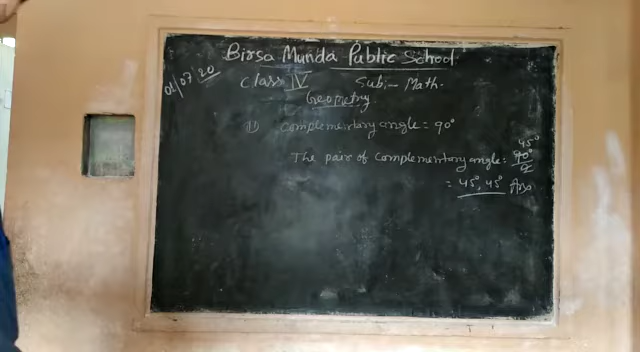 Birsa Munda Public School
01/07/20
Class IV Sub:- Math.
Geometry
1) Complementary angle = 90°
The pair of complementary angle = 90°/2 45°
= 45°, 45° Ans